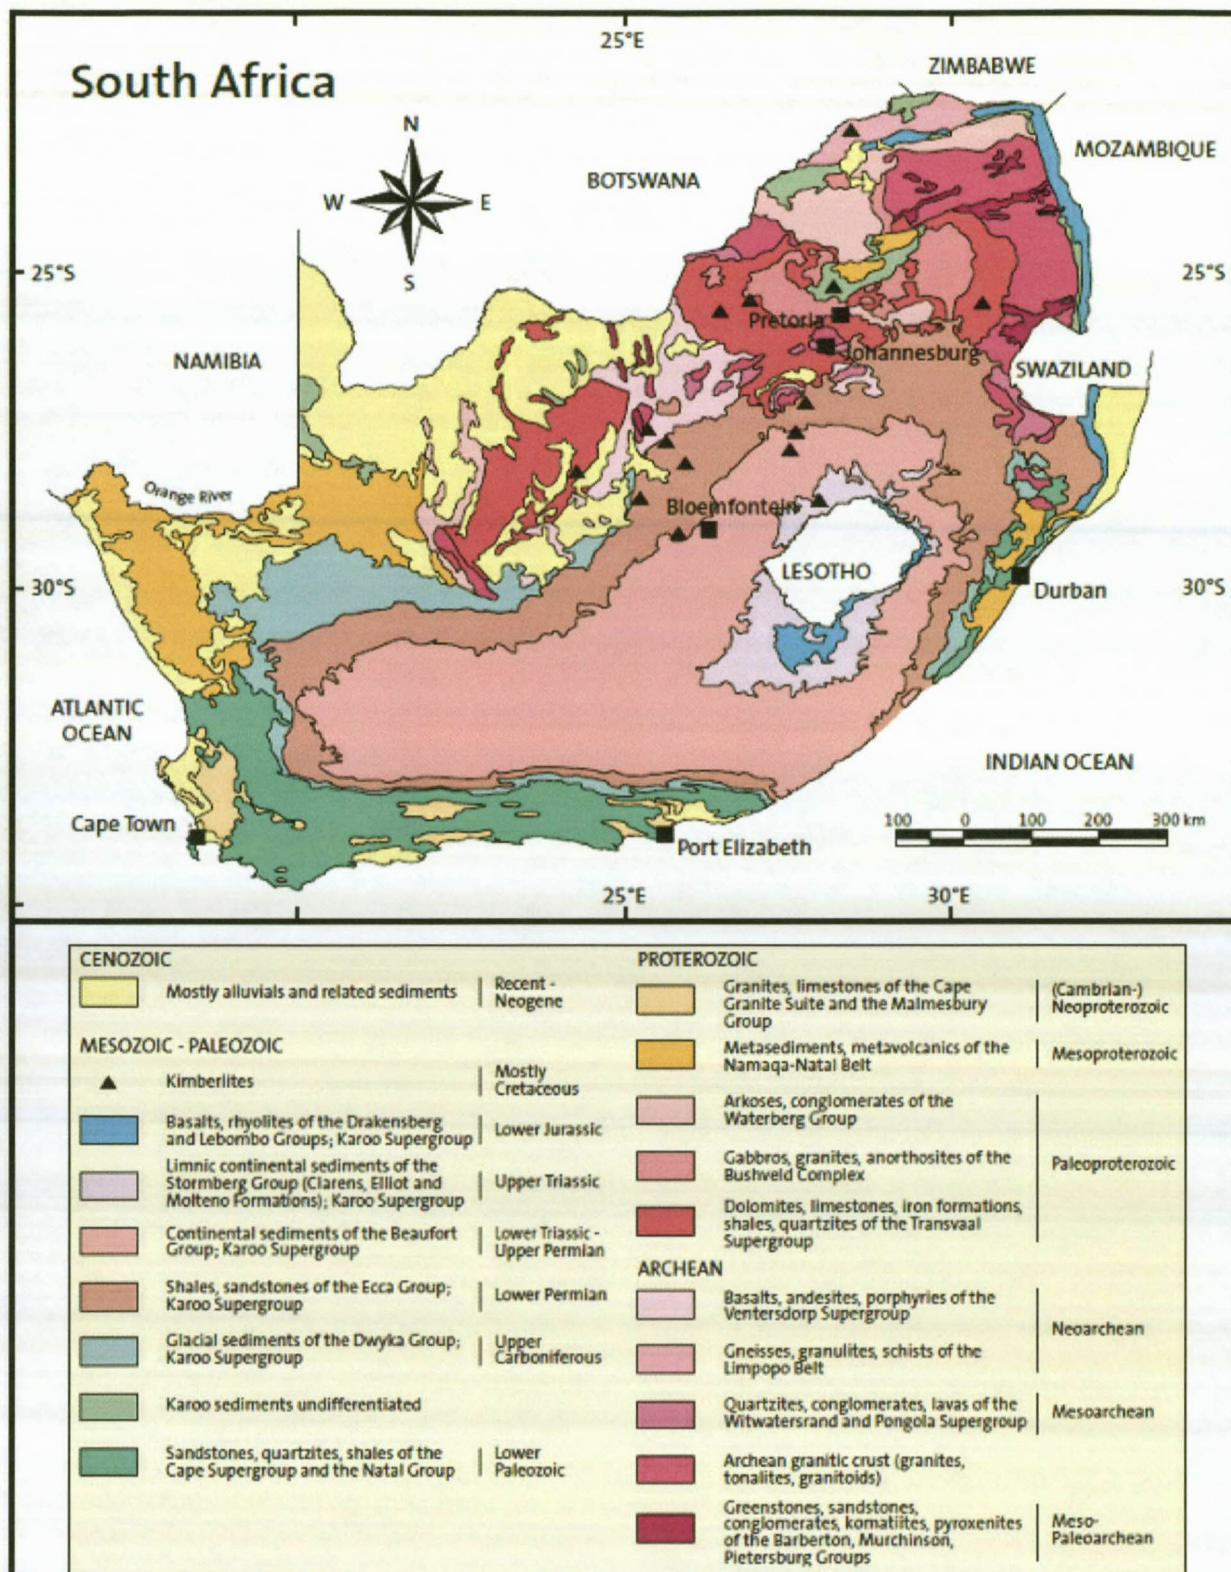 25°E
South Africa
ZIMBABWE
N
MOZAMBIQUE
BOTSWANA
W
E
S
25°S
25°S
Pretoria
NAMIBIA
Johannesburg
SWAZILAND
Orange River
Bloemfontein
LESOTHO
30°S
30°S
Durban
ATLANTIC
OCEAN
INDIAN OCEAN
Cape Town
100 0 100 200 300 km
Port Elizabeth
25°E
30°E
CENOZOIC
Mostly alluvials and related sediments
Recent -
Neogene
MESOZOIC - PALEOZOIC
Kimberlites
Mostly
Cretaceous
Basalts, rhyolites of the Drakensberg
and Lebombo Groups; Karoo Supergroup
Lower Jurassic
Limnic continental sediments of the
Stormberg Group (Clarens, Elliot and
Molteno Formations); Karoo Supergroup
Upper Triassic
Continental sediments of the Beaufort
Group; Karoo Supergroup
Lower Triassic -
Upper Permian
Shales, sandstones of the Ecca Group;
Karoo Supergroup
Lower Permian
Glacial sediments of the Dwyka Group;
Karoo Supergroup
Upper
Carboniferous
Karoo sediments undifferentiated
Sandstones, quartzites, shales of the
Cape Supergroup and the Natal Group
Lower
Paleozoic
PROTEROZOIC
Granites, limestones of the Cape
Granite Suite and the Malmesbury
Group
(Cambrian-)
Neoproterozoic
Metasediments, metavolcanics of the
Namaqa-Natal Belt
Mesoproterozoic
Arkoses, conglomerates of the
Waterberg Group
Gabbros, granites, anorthosites of the
Bushveld Complex
Paleoproterozoic
Dolomites, limestones, iron formations,
shales, quartzites of the Transvaal
Supergroup
ARCHEAN
Basalts, andesites, porphyries of the
Ventersdorp Supergroup
Neoarchean
Gneisses, granulites, schists of the
Limpopo Belt
Quartzites, conglomerates, lavas of the
Witwatersrand and Pongola Supergroup
Mesoarchean
Archean granitic crust (granites,
tonalites, granitoids)
Greenstones, sandstones,
conglomerates, komatiites, pyroxenites
of the Barberton, Murchinson,
Pietersburg Groups
Meso-
Paleoarchean